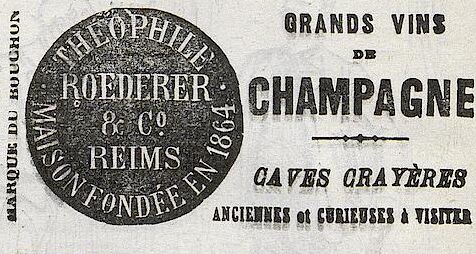 MARQUE DU BOUCHON
THÉOPHILE
ROEDERER
& Cº
REIMS
MAISON FONDÉE EN 1864
GRANDS VINS
DE
CHAMPAGNE
CAVES CRAYÈRES
ANCIENNES et CURIEUSES à VISITER